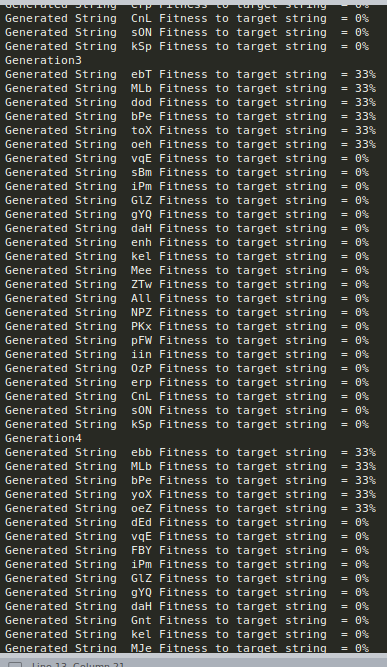 Generated String  erp Fitness to target string  = 0%
Generated String  CnL Fitness to target string  = 0%
Generated String  sON Fitness to target string  = 0%
Generated String  kSp Fitness to target string  = 0%
Generation3
Generated String  ebT Fitness to target string  = 33%
Generated String  MLb Fitness to target string  = 33%
Generated String  dod Fitness to target string  = 33%
Generated String  bPe Fitness to target string  = 33%
Generated String  toX Fitness to target string  = 33%
Generated String  oeh Fitness to target string  = 33%
Generated String  vqE Fitness to target string  = 0%
Generated String  sBm Fitness to target string  = 0%
Generated String  iPm Fitness to target string  = 0%
Generated String  GlZ Fitness to target string  = 0%
Generated String  gYQ Fitness to target string  = 0%
Generated String  daH Fitness to target string  = 0%
Generated String  enh Fitness to target string  = 0%
Generated String  kel Fitness to target string  = 0%
Generated String  Mee Fitness to target string  = 0%
Generated String  ZTw Fitness to target string  = 0%
Generated String  All Fitness to target string  = 0%
Generated String  NPZ Fitness to target string  = 0%
Generated String  PKx Fitness to target string  = 0%
Generated String  pFW Fitness to target string  = 0%
Generated String  iin Fitness to target string  = 0%
Generated String  OzP Fitness to target string  = 0%
Generated String  erp Fitness to target string  = 0%
Generated String  CnL Fitness to target string  = 0%
Generated String  sON Fitness to target string  = 0%
Generated String  kSp Fitness to target string  = 0%
Generation4
Generated String  ebb Fitness to target string  = 33%
Generated String  MLb Fitness to target string  = 33%
Generated String  bPe Fitness to target string  = 33%
Generated String  yoX Fitness to target string  = 33%
Generated String  oeZ Fitness to target string  = 33%
Generated String  dEd Fitness to target string  = 0%
Generated String  vqE Fitness to target string  = 0%
Generated String  FBY Fitness to target string  = 0%
Generated String  iPm Fitness to target string  = 0%
Generated String  GlZ Fitness to target string  = 0%
Generated String  gYQ Fitness to target string  = 0%
Generated String  daH Fitness to target string  = 0%
Generated String  Gnt Fitness to target string  = 0%
Generated String  kel Fitness to target string  = 0%
Generated String  MJe Fitness to target string  = 0%
Line 13, Column 21